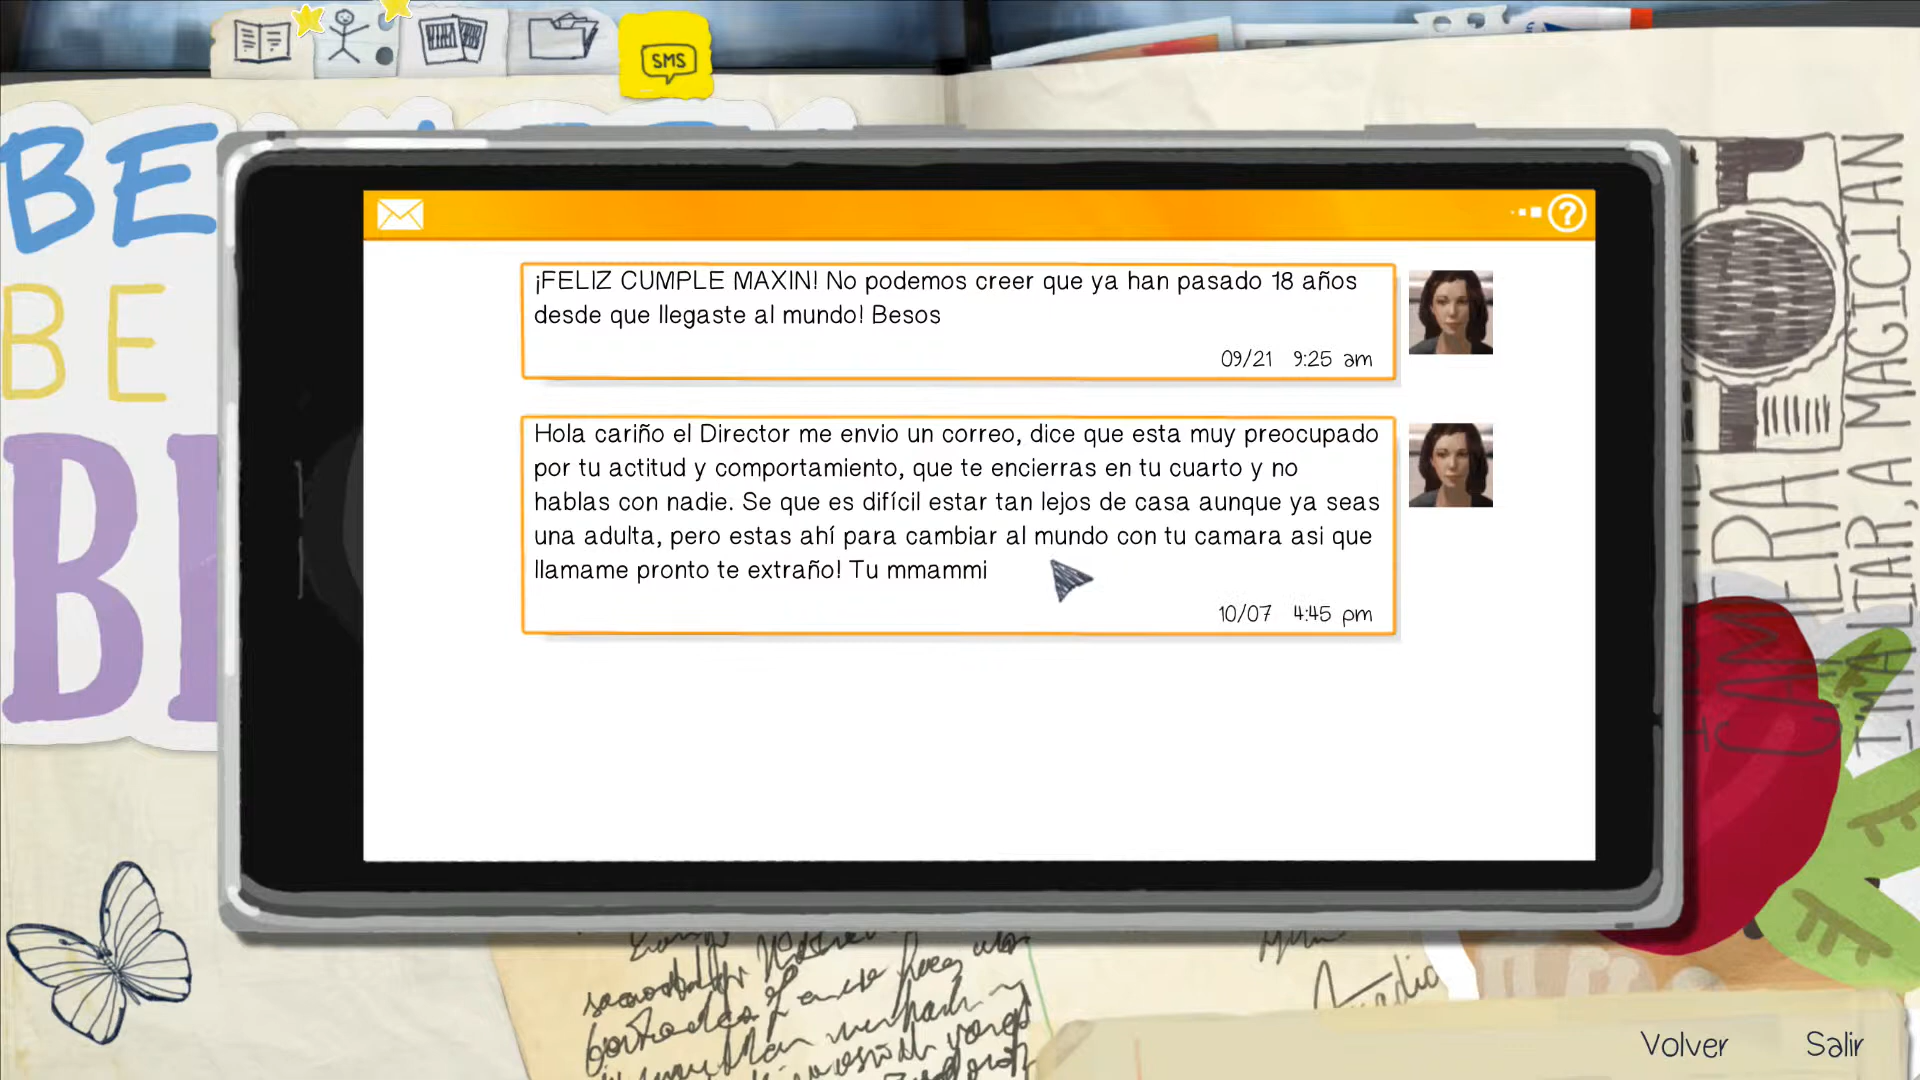 SMS
BE
BE
¡FELIZ CUMPLE MAXIN! No podemos creer que ya han pasado 18 años
desde que llegaste al mundo! Besos
09/21 9:25 am
Hola cariño el Director me envio un correo, dice que esta muy preocupado
por tu actitud y comportamiento, que te encierras en tu cuarto y no
hablas con nadie. Se que es difícil estar tan lejos de casa aunque ya seas
una adulta, pero estas ahí para cambiar al mundo con tu camara asi que
llamame pronto te extraño! Tu mmammi
10/07 4:45 pm
CAMERA
A MAGICIAN
Volver
Salir